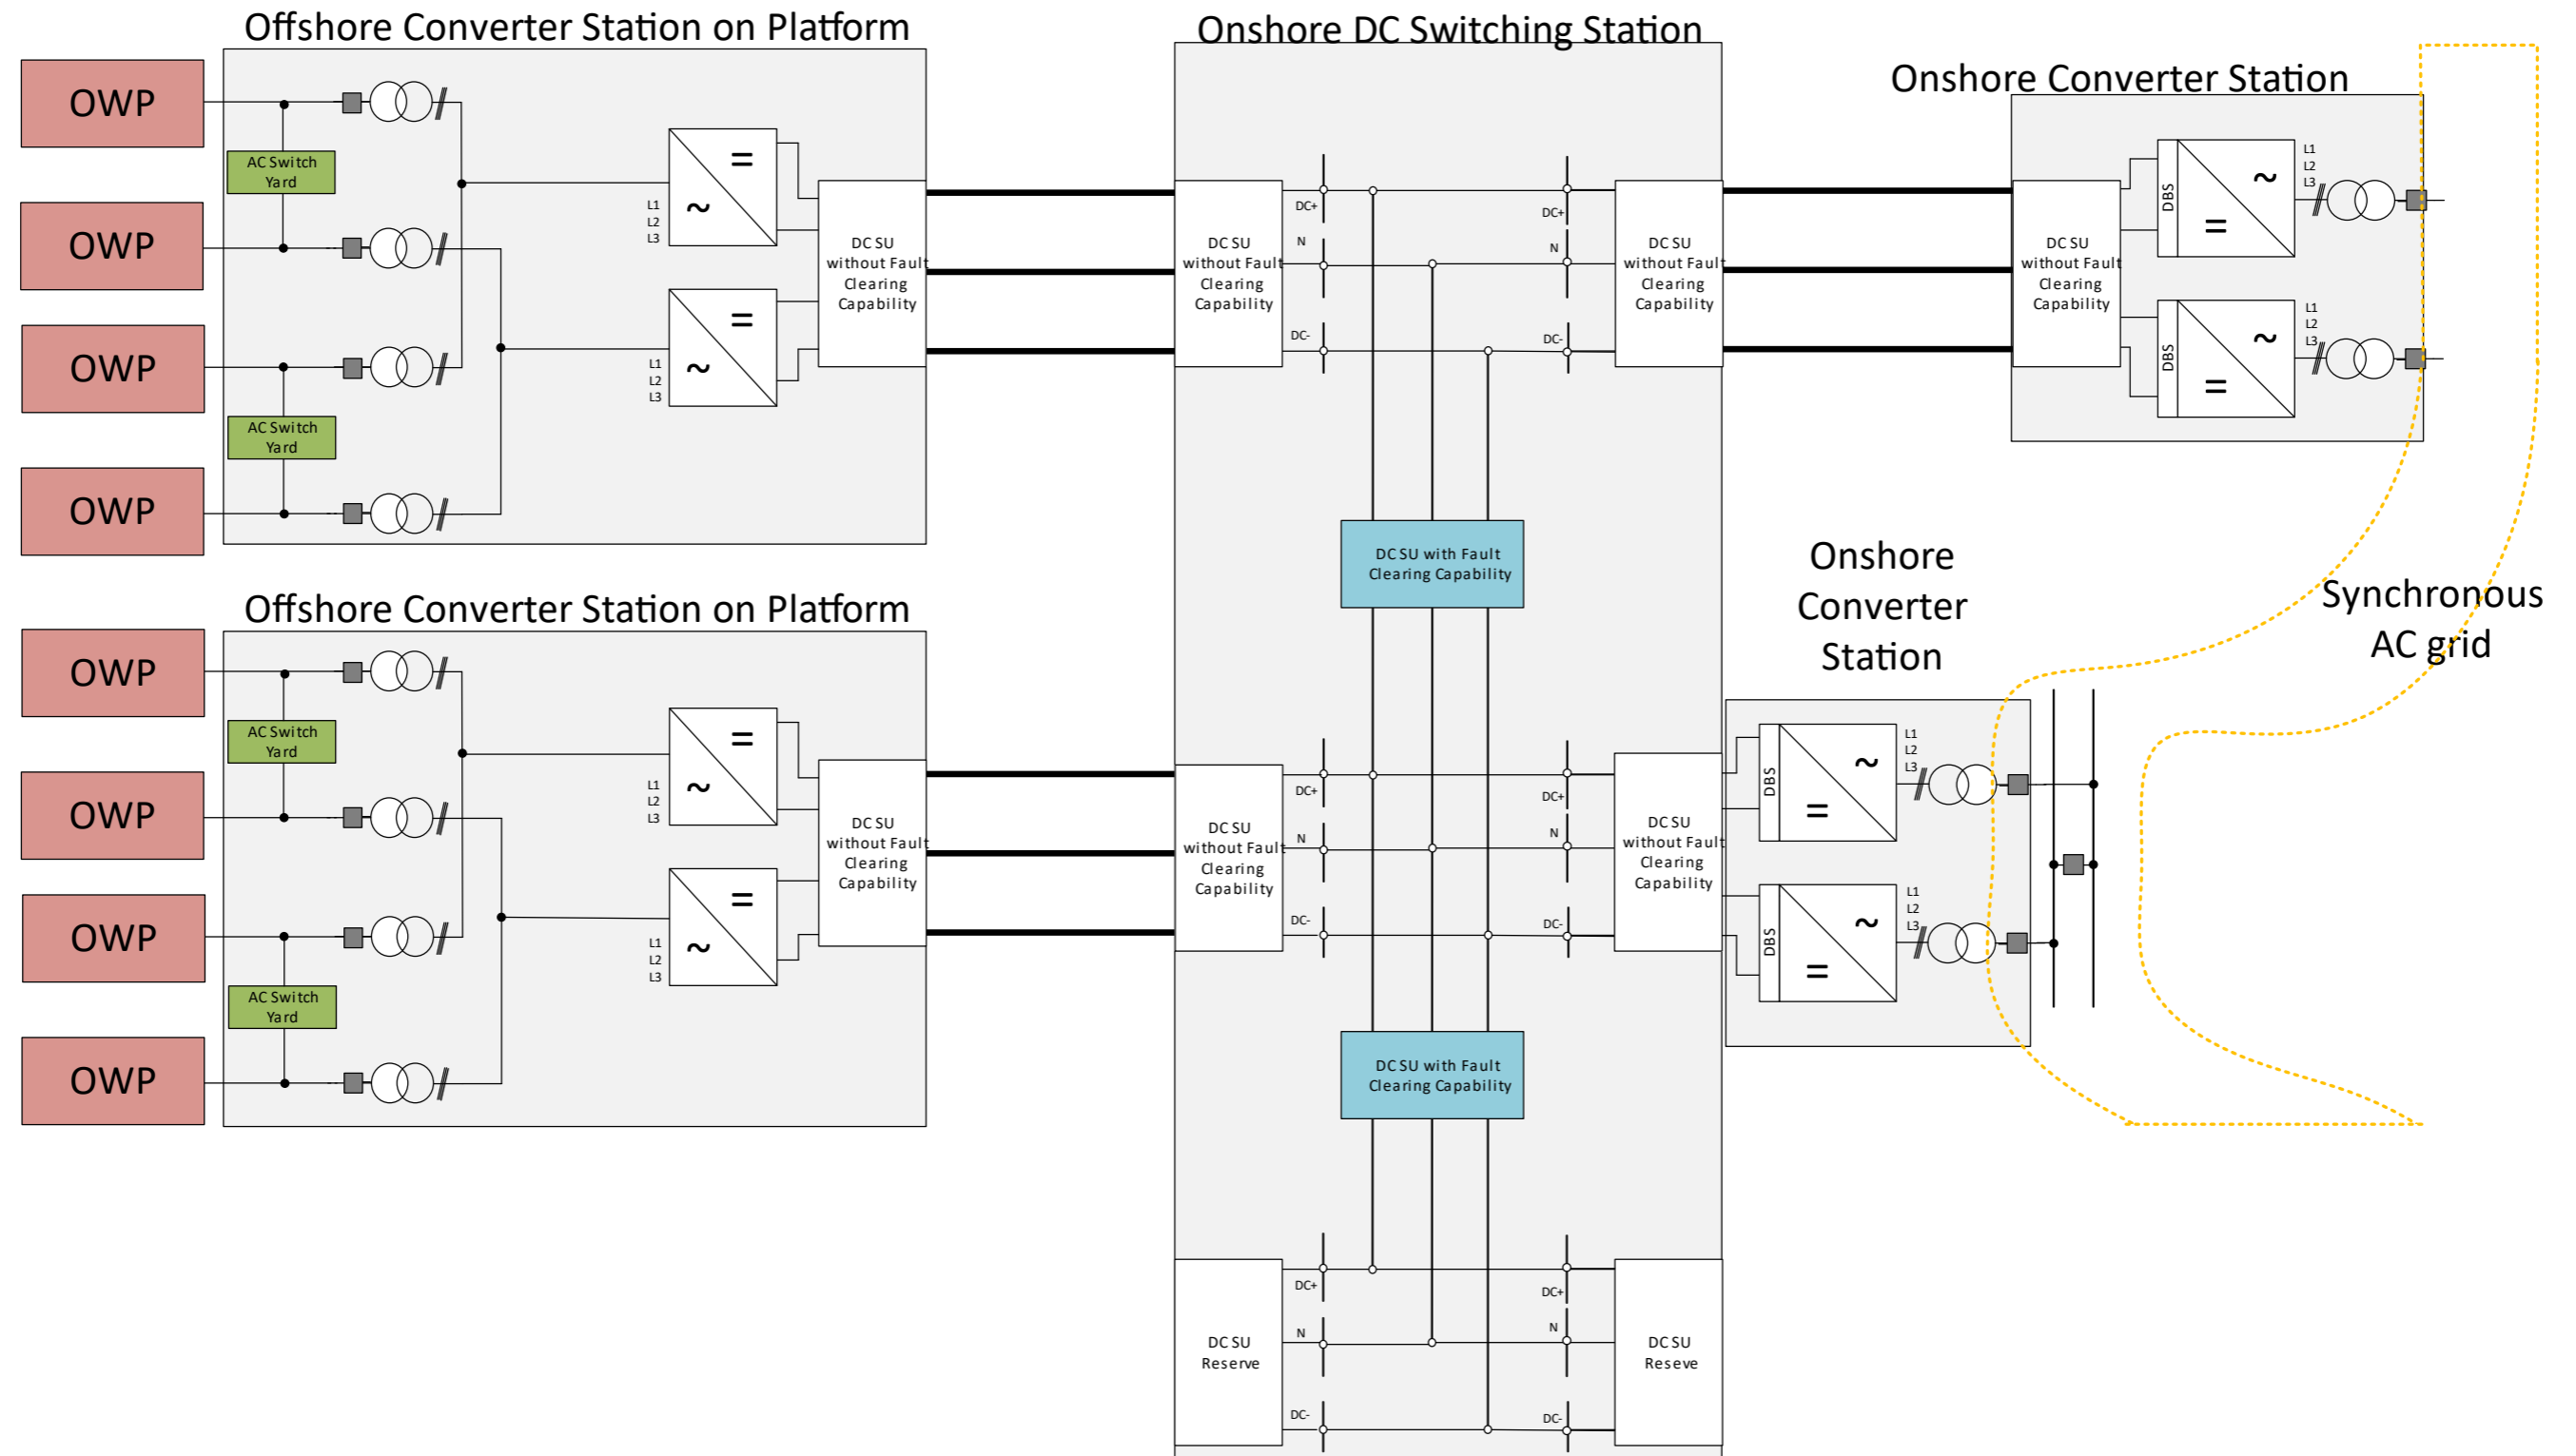 Offshore Converter Station on Platform
Onshore DC Switching Station
Onshore Converter Station
OWP
AC Switch
Yard
OWP
OWP
AC Switch
Yard
OWP
L1
L2
L3
=
~
L1
L2
L3
=
~
DC SU
without Fault
Clearing
Capability
DC SU
without Fault
Clearing
Capability
DC+
N
DC-
DC+
N
DC-
DC SU
without Fault
Clearing
Capability
DC SU
without Fault
Clearing
Capability
DBS
~
=
L1
L2
L3
DBS
~
=
L1
L2
L3
DC SU with Fault
Clearing Capability
Onshore
Converter
Station
Synchronous
AC grid
Offshore Converter Station on Platform
OWP
AC Switch
Yard
OWP
OWP
AC Switch
Yard
OWP
L1
L2
L3
=
~
L1
L2
L3
=
~
DC SU
without Fault
Clearing
Capability
DC SU
without Fault
Clearing
Capability
DC+
N
DC-
DC+
N
DC-
DC SU
without Fault
Clearing
Capability
DBS
~
=
L1
L2
L3
DBS
~
=
L1
L2
L3
DC SU with Fault
Clearing Capability
DC SU
Reserve
DC+
N
DC-
DC+
N
DC-
DC SU
Reseve